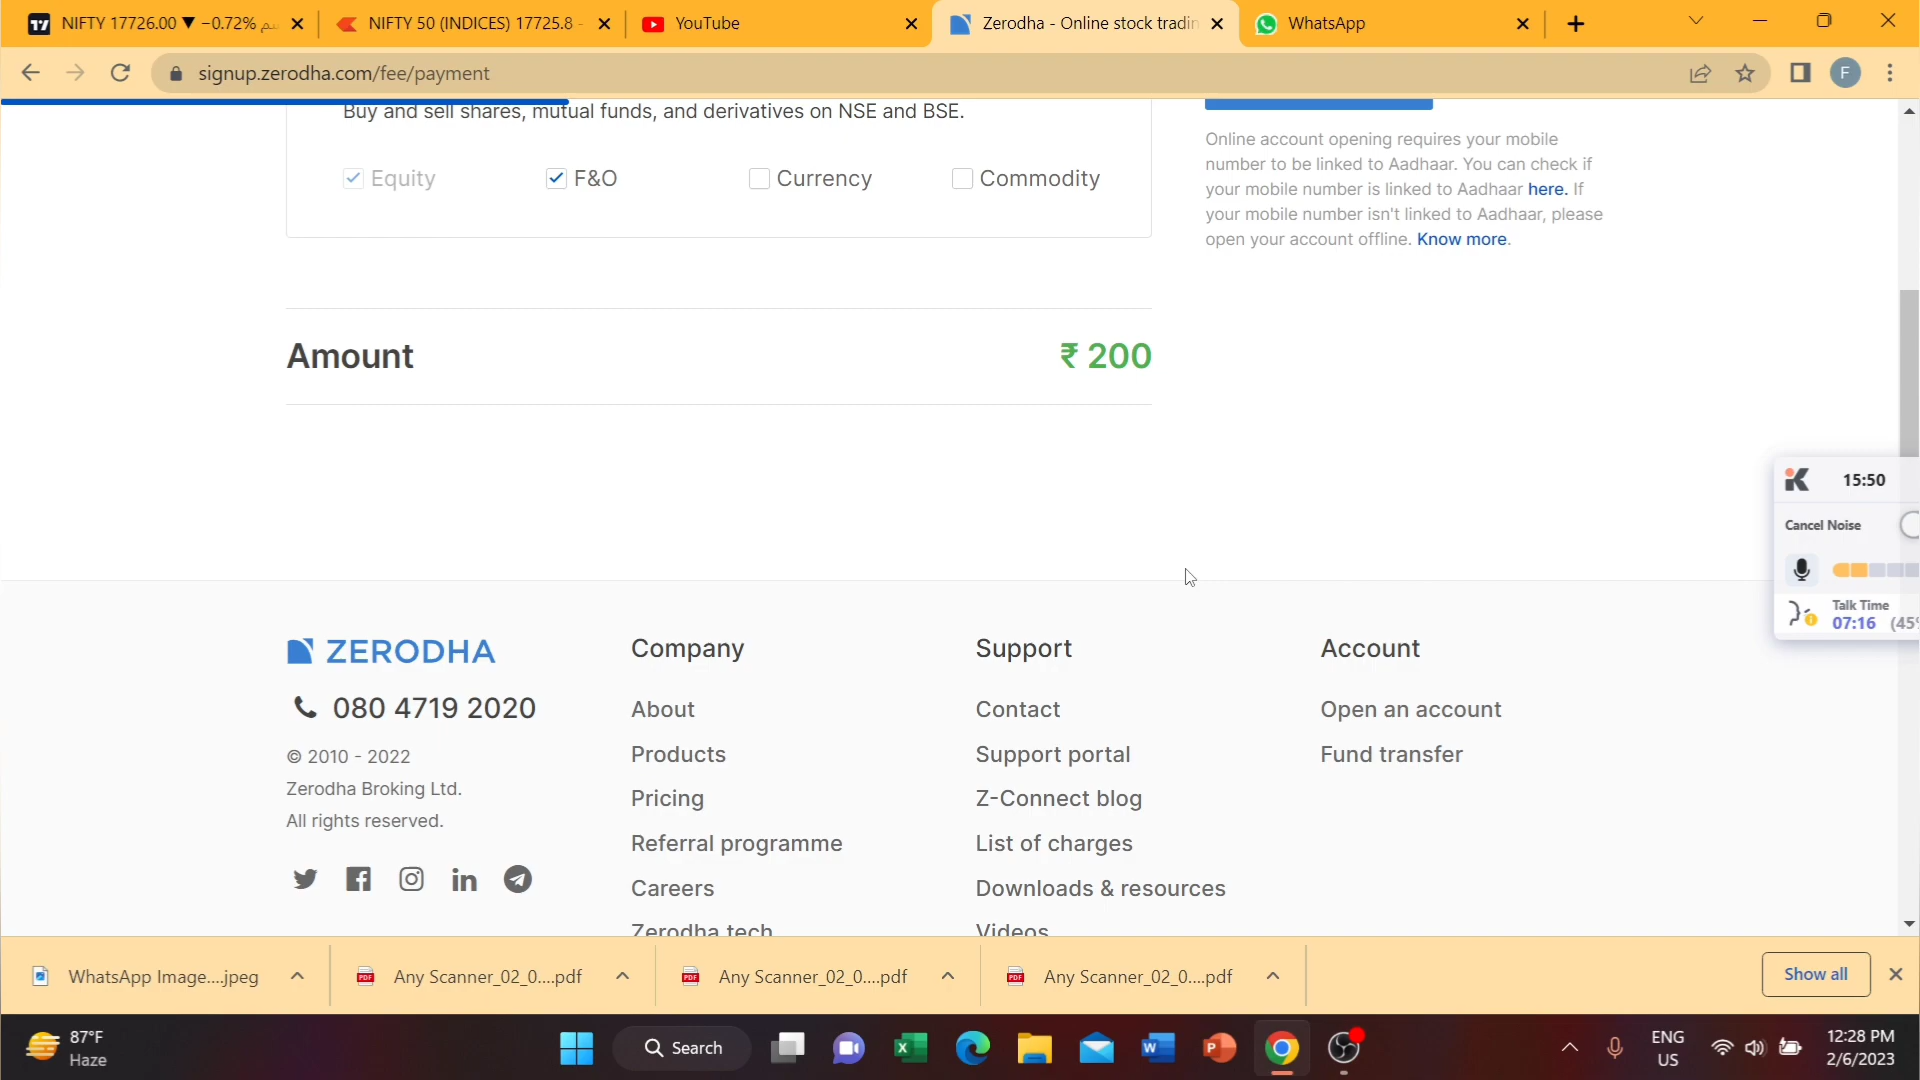 NIFTY 17726.00 ▼ −0.72%
NIFTY 50 (INDICES) 17725.8 -
YouTube
Zerodha - Online stock tradin
WhatsApp
signup.zerodha.com/fee/payment
F
Buy and sell shares, mutual funds, and derivatives on NSE and BSE.
Equity
F&O
Currency
Commodity
Online account opening requires your mobile
number to be linked to Aadhaar. You can check if
your mobile number is linked to Aadhaar here. If
your mobile number isn't linked to Aadhaar, please
open your account offline. Know more.
Amount
₹ 200
15:50
Cancel Noise
Talk Time
07:16 (45%
ZERODHA
080 4719 2020
© 2010 - 2022
Zerodha Broking Ltd.
All rights reserved.
Company
About
Products
Pricing
Referral programme
Careers
Zerodha tech
Support
Contact
Support portal
Z-Connect blog
List of charges
Downloads & resources
Videos
Account
Open an account
Fund transfer
WhatsApp Image....jpeg
Any Scanner_02_0....pdf
Any Scanner_02_0....pdf
Any Scanner_02_0....pdf
Show all
87°F
Haze
Search
ENG
US
12:28 PM
2/6/2023